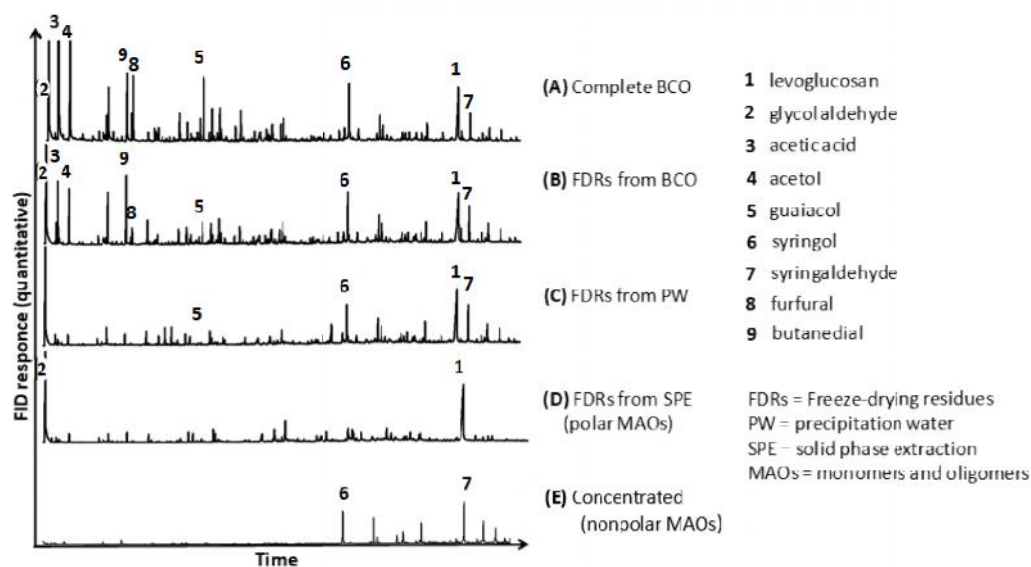 3
4
2
9
8
5
6
1
7
(A) Complete BCO
3
2
4
9
8
5
6
1
7
(B) FDRs from BCO
5
6
1
7
(C) FDRs from PW
2
1
(D) FDRs from SPE
(polar MAOs)
6
7
(E) Concentrated
(nonpolar MAOs)
FID responce (quantitative)
Time
1 levoglucosan
2 glycolaldehyde
3 acetic acid
4 acetol
5 guaiacol
6 syringol
7 syringaldehyde
8 furfural
9 butanedial
FDRs = Freeze-drying residues
PW = precipitation water
SPE = solid phase extraction
MAOs = monomers and oligomers